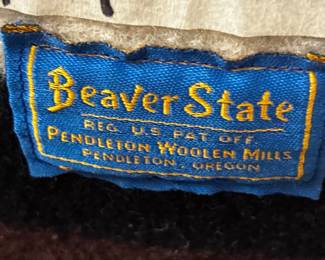 Beaver State
REG. U.S. PAT. OFF.
PENDLETON WOOLEN MILLS
PENDLETON, OREGON